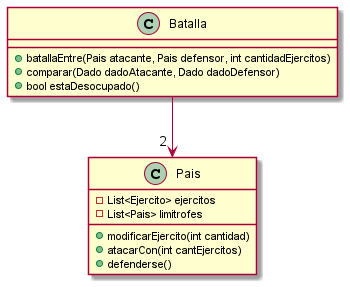 C Batalla
batallaEntre(Pais atacante, Pais defensor, int cantidadEjercitos)
comparar(Dado dadoAtacante, Dado dadoDefensor)
bool estaDesocupado()
2
C Pais
List<Ejercito> ejercitos
List<Pais> limitrofes
modificarEjercito(int cantidad)
atacarCon(int cantEjercitos)
defenderse()